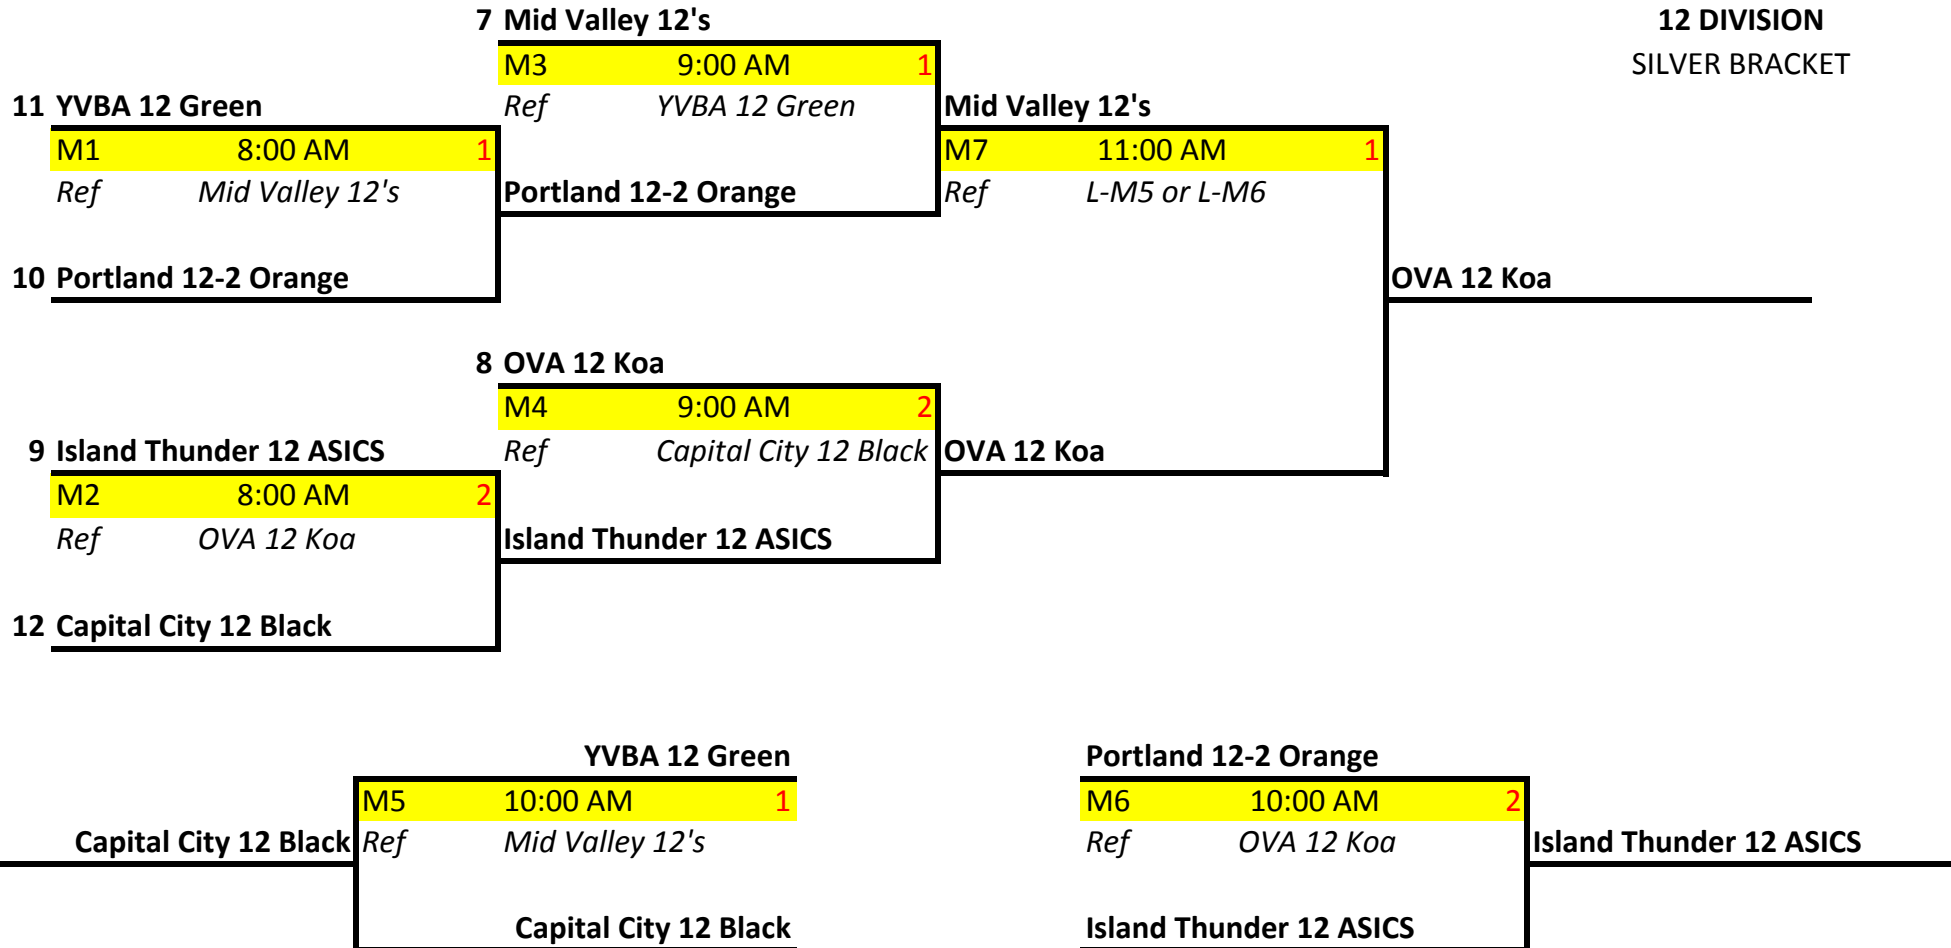 7 Mid Valley 12's 12 DIVISION
M3 9:00 AM 1 SILVER BRACKET
11 YVBA 12 Green Ref YVBA 12 Green Mid Valley 12's
M1 8:00 AM 1 M7 11:00 AM 1
Ref Mid Valley 12's Portland 12-2 Orange Ref L-M5 or L-M6
10 Portland 12-2 Orange OVA 12 Koa
8 OVA 12 Koa
M4 9:00 AM 2
9 Island Thunder 12 ASICS Ref Capital City 12 Black OVA 12 Koa
M2 8:00 AM 2
Ref OVA 12 Koa Island Thunder 12 ASICS
12 Capital City 12 Black
YVBA 12 Green Portland 12-2 Orange
M5 10:00 AM 1 M6 10:00 AM 2
Capital City 12 Black Ref Mid Valley 12's Ref OVA 12 Koa Island Thunder 12 ASICS
Capital City 12 Black Island Thunder 12 ASICS